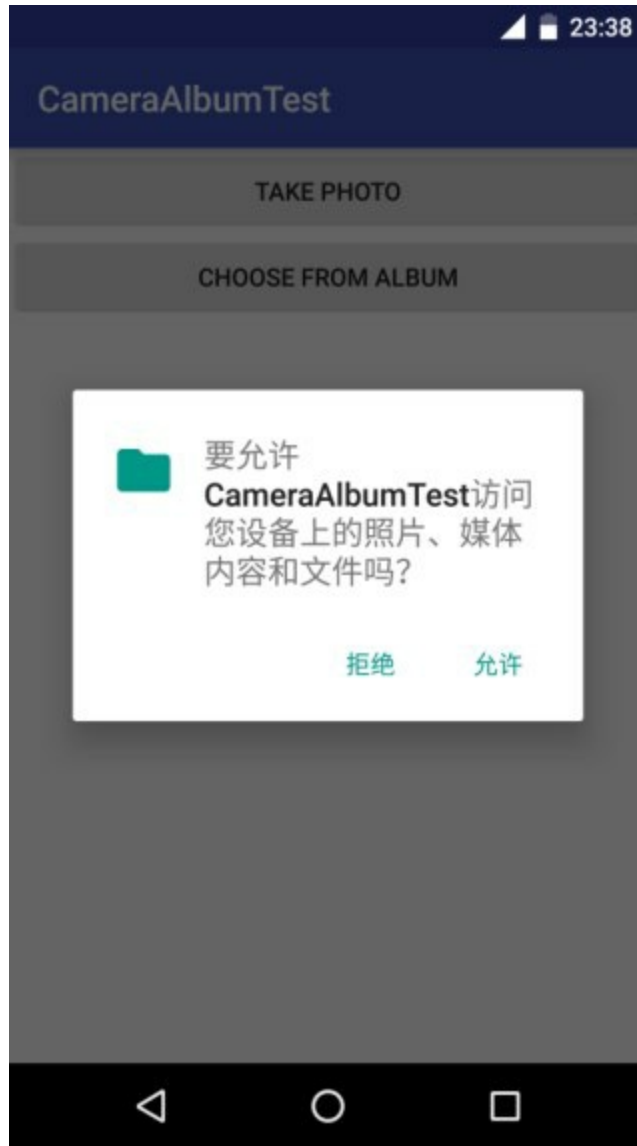 23:38
CameraAlbumTest
TAKE PHOTO
CHOOSE FROM ALBUM
要允许
CameraAlbumTest访问
您设备上的照片、媒体
内容和文件吗？
拒绝 允许